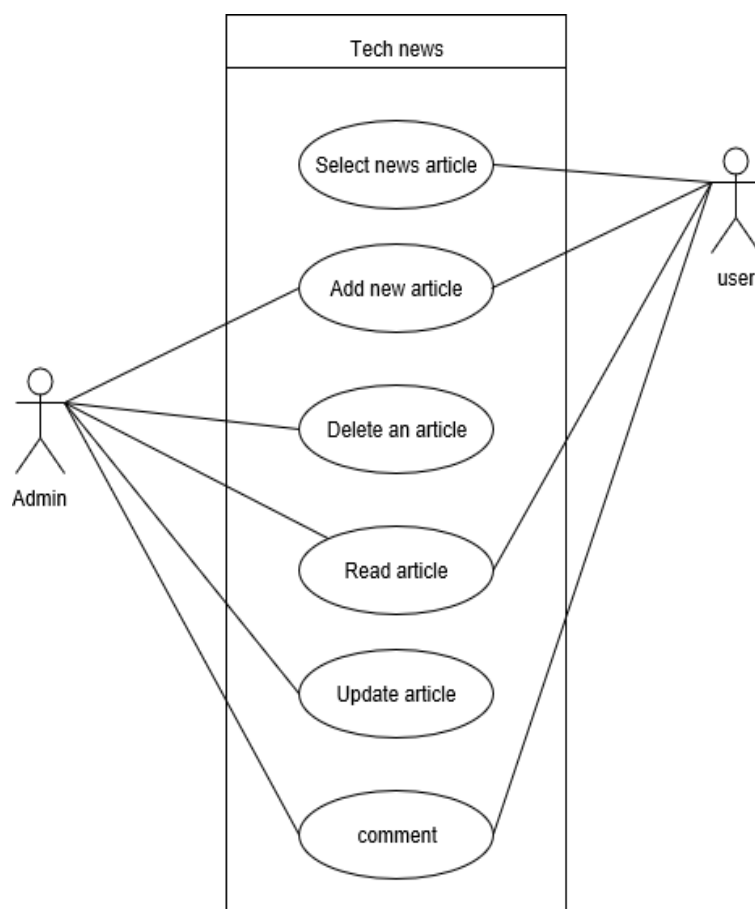 Tech news
Select news article
Add new article
user
Delete an article
Admin
Read article
Update article
comment